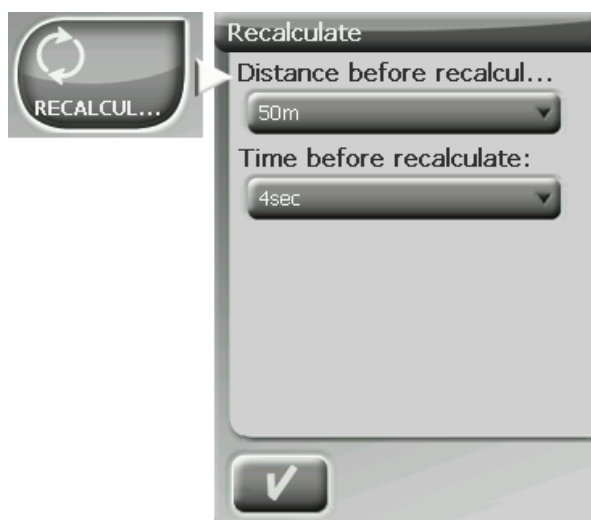 RECALCUL...
Recalculate
Distance before recalcul...
50m
Time before recalculate:
4sec